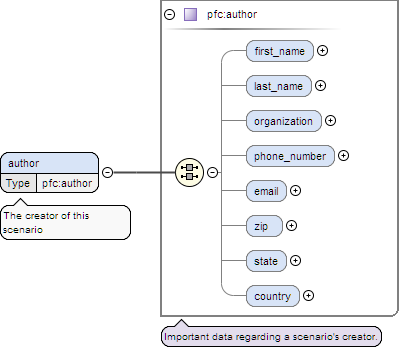 pfc:author
first_name
last_name
organization
phone_number
email
zip
state
country
author
Type pfc:author
The creator of this
scenario
Important data regarding a scenario's creator.